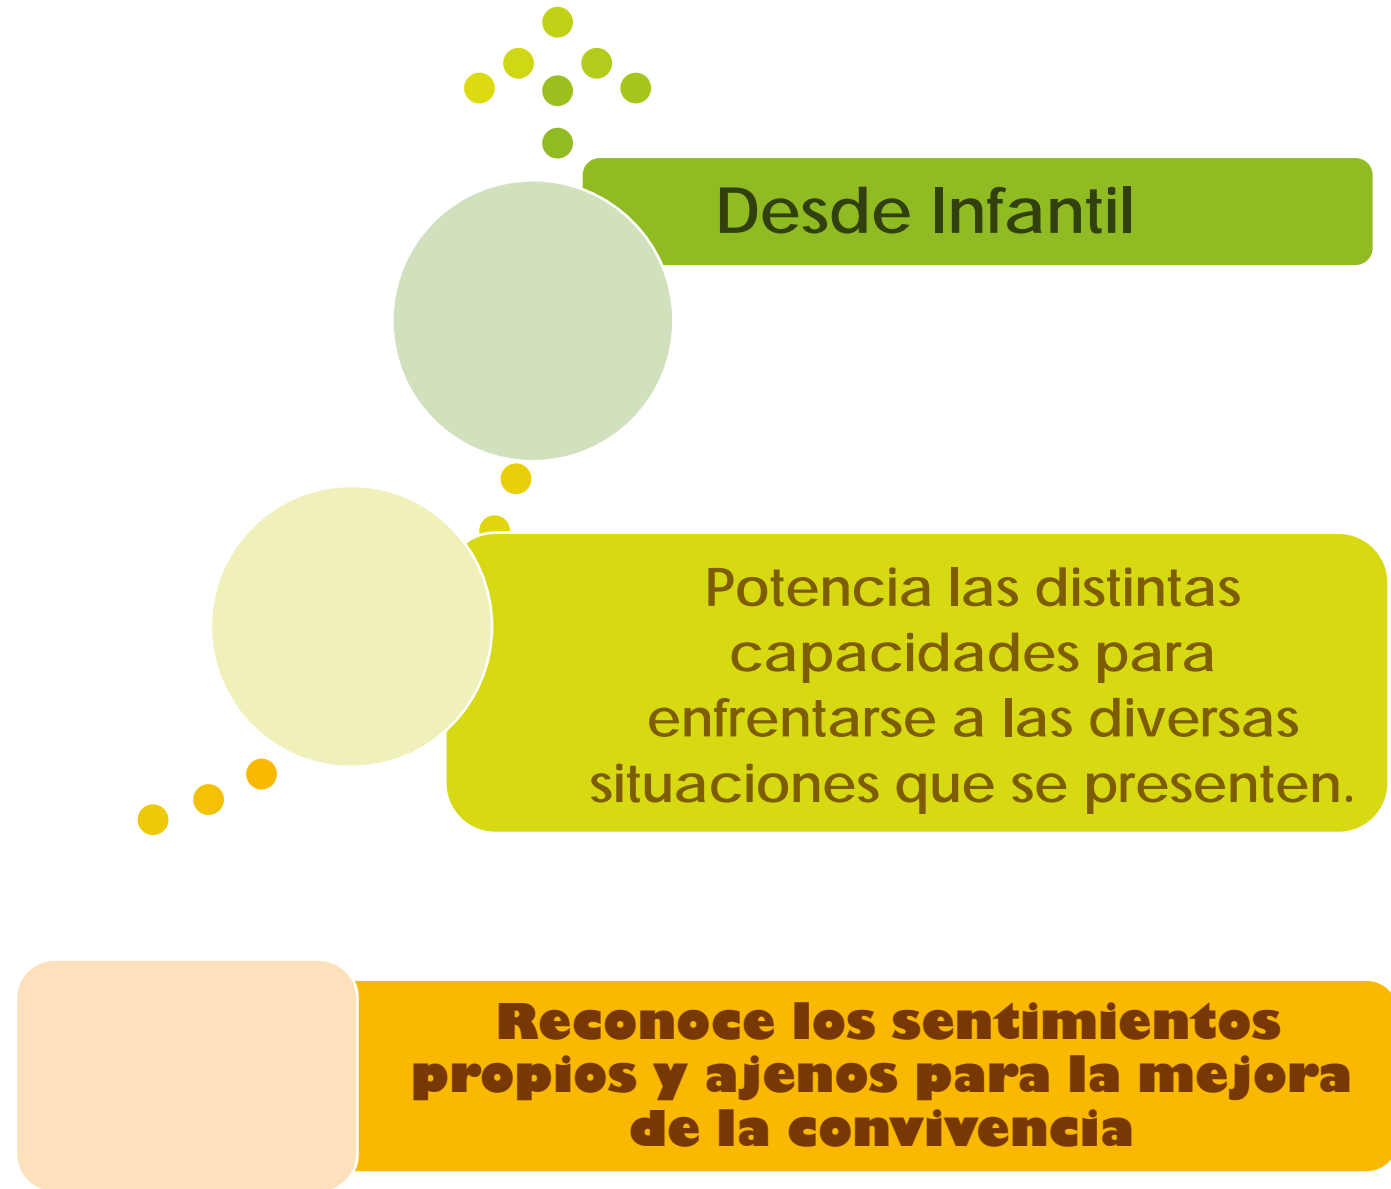 Desde Infantil
Potencia las distintas
capacidades para
enfrentarse a las diversas
situaciones que se presenten.
Reconoce los sentimientos
propios y ajenos para la mejora
de la convivencia